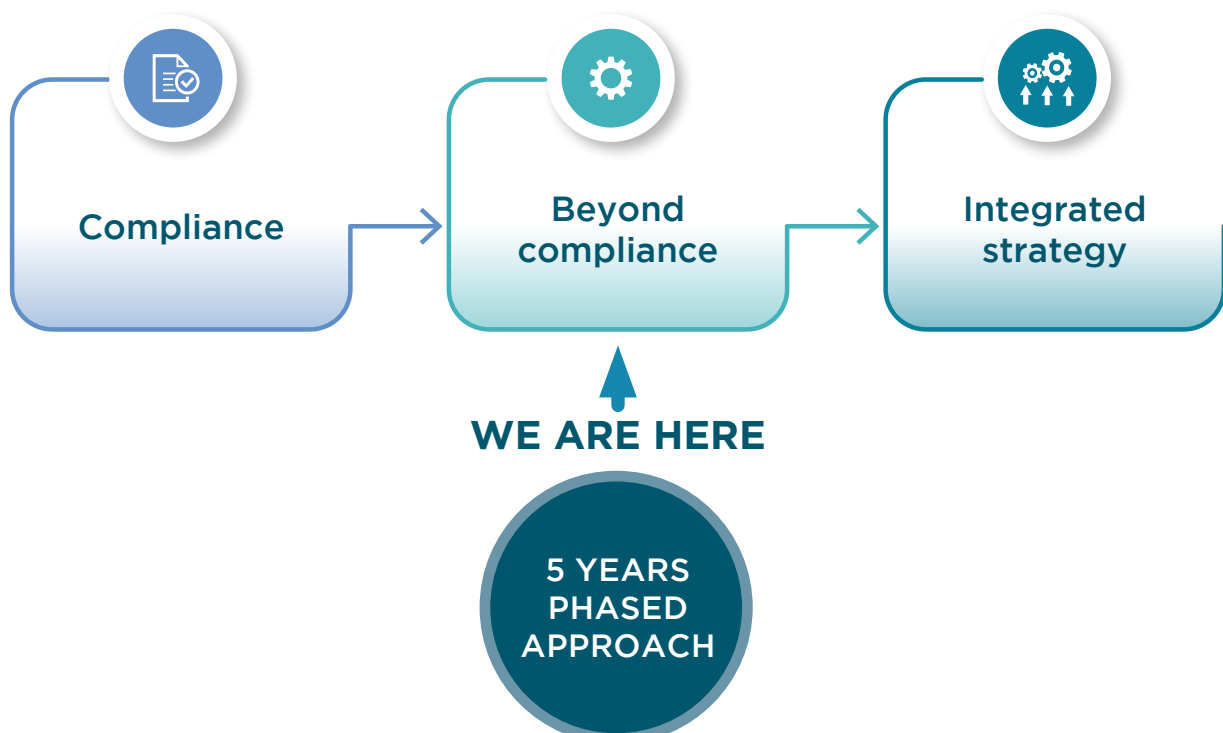 Compliance
Beyond
compliance
Integrated
strategy
WE ARE HERE
5 YEARS
PHASED
APPROACH